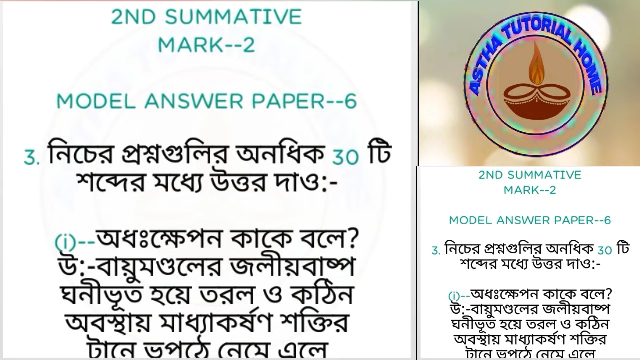 2ND SUMMATIVE
MARK--2
MODEL ANSWER PAPER--6
3. নিচের প্রশ্নগুলির অনধিক 30 টি
শব্দের মধ্যে উত্তর দাও:-
(i)--অধঃক্ষেপন কাকে বলে?
উ:-বায়ুমণ্ডলের জলীয়বাষ্প
ঘনীভূত হয়ে তরল ও কঠিন
অবস্থায় মাধ্যাকর্ষণ শক্তির
টানে ভূপৃষ্ঠে নেমে এলে
ASTHA TUTORIAL HOME
2ND SUMMATIVE
MARK--2
MODEL ANSWER PAPER--6
3. নিচের প্রশ্নগুলির অনধিক 30 টি
শব্দের মধ্যে উত্তর দাও:-
(i)--অধঃক্ষেপন কাকে বলে?
উ:-বায়ুমণ্ডলের জলীয়বাষ্প
ঘনীভূত হয়ে তরল ও কঠিন
অবস্থায় মাধ্যাকর্ষণ শক্তির
টানে ভূপৃষ্ঠে নেমে এলে